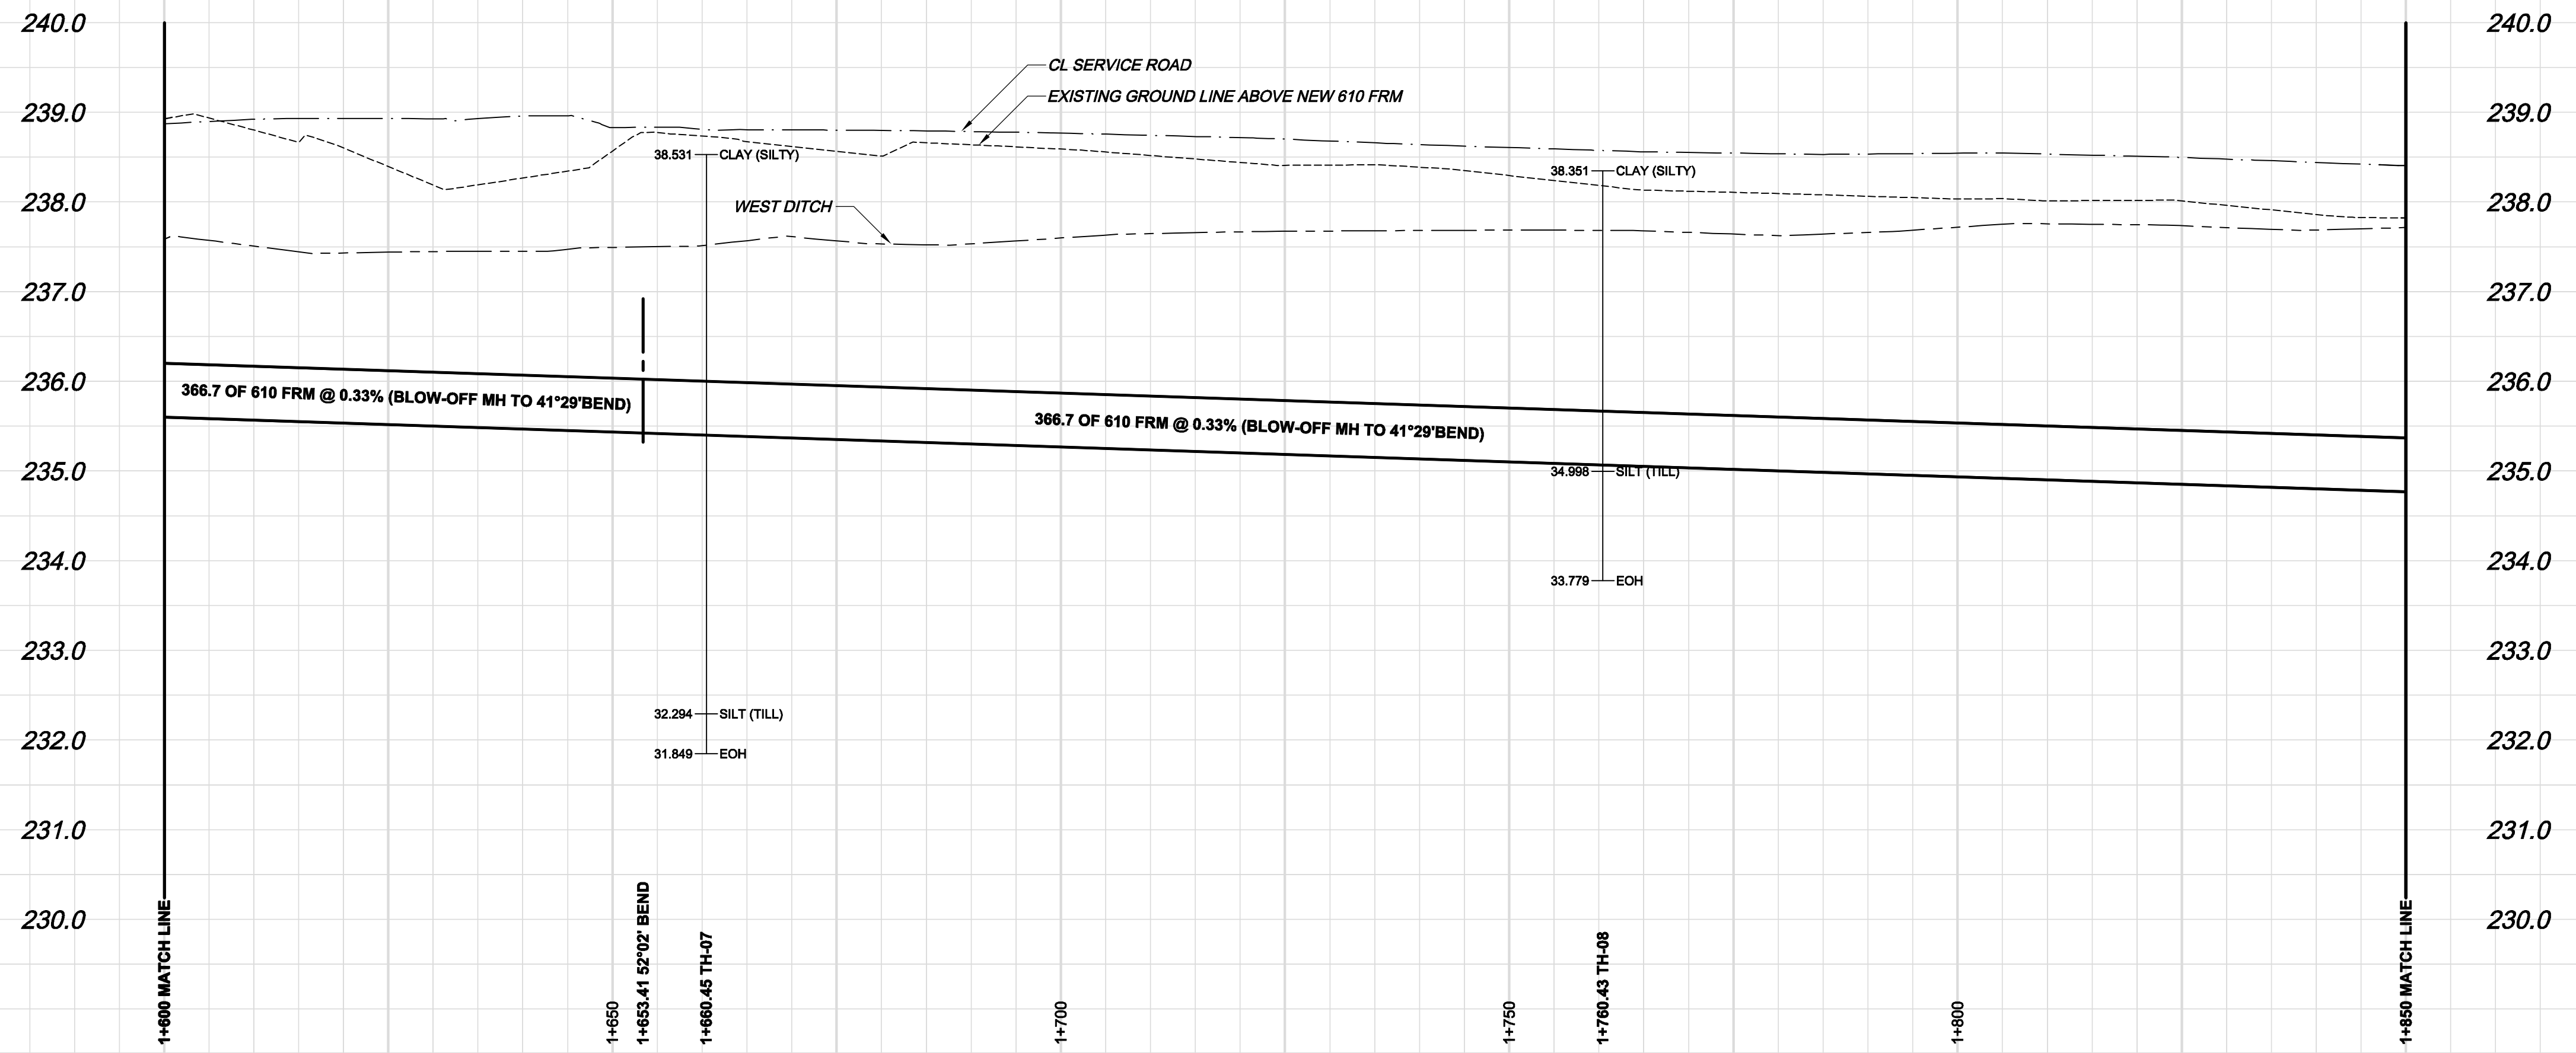 240.0
240.0
CL SERVICE ROAD
EXISTING GROUND LINE ABOVE NEW 610 FRM
239.0
239.0
38.531 CLAY (SILTY)
38.351 CLAY (SILTY)
238.0
WEST DITCH
238.0
237.0
237.0
236.0
236.0
366.7 OF 610 FRM @ 0.33% (BLOW-OFF MH TO 41°29'BEND)
366.7 OF 610 FRM @ 0.33% (BLOW-OFF MH TO 41°29'BEND)
235.0
34.998 SILT (TILL)
235.0
234.0
234.0
33.779 EOH
233.0
233.0
32.294 SILT (TILL)
232.0
232.0
31.849 EOH
231.0
231.0
230.0
230.0
1+600 MATCH LINE
1+650
1+653.41 52°02' BEND
1+660.45 TH-07
1+700
1+750
1+760.43 TH-08
1+800
1+850 MATCH LINE